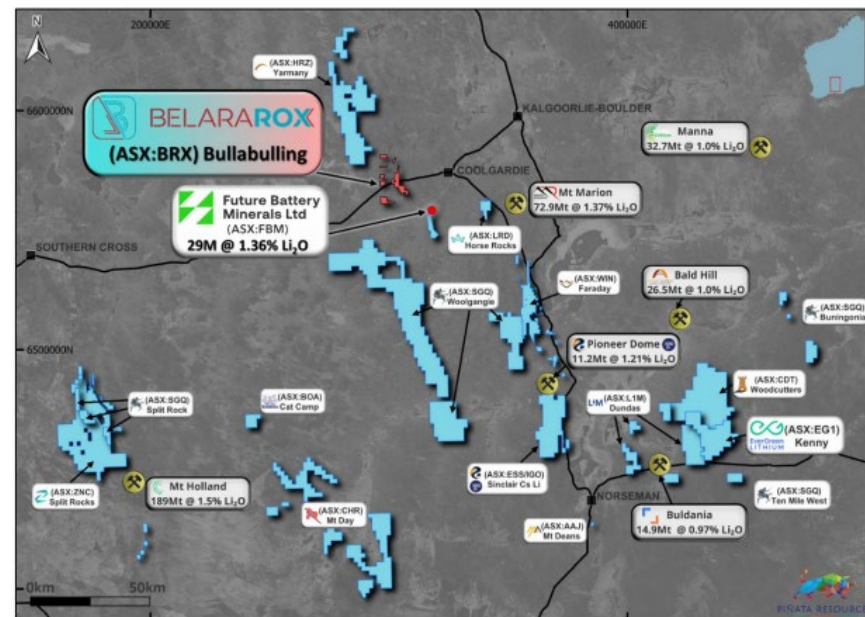 N
200000E
400000E
6600000N
6500000N
(ASX:HRZ)
Yarmany
BELARAROX
(ASX:BRX) Bullabulling
KALGOORLIE-BOULDER
COOLGARDIE
Manna
32.7Mt @ 1.0% Li₂O
Future Battery
Minerals Ltd
(ASX:FBM)
29M @ 1.36% Li₂O
Mt Marion
72.9Mt @ 1.37% Li₂O
(ASX:LRD)
Horse Rocks
SOUTHERN CROSS
(ASX:SGQ)
Woolgangie
(ASX:WIN)
Faraday
Bald Hill
26.5Mt @ 1.0% Li₂O
(ASX:SGQ)
Buningonia
Pioneer Dome
11.2Mt @ 1.21% Li₂O
(ASX:SGQ)
Split Rock
(ASX:BOA)
Cat Camp
(ASX:L1M)
Dundas
(ASX:CDT)
Woodcutters
EVERGREEN
LITHIUM
(ASX:EG1)
Kenny
(ASX:ZNC)
Split Rocks
Mt Holland
189Mt @ 1.5% Li₂O
(ASX:ESS/IGO)
Sinclair Cs Li
(ASX:SGQ)
Ten Mile West
NORSEMAN
(ASX:CHR)
Mt Day
(ASX:AAJ)
Mt Deans
Buldania
14.9Mt @ 0.97% Li₂O
0km
50km
PIÑATA RESOURC